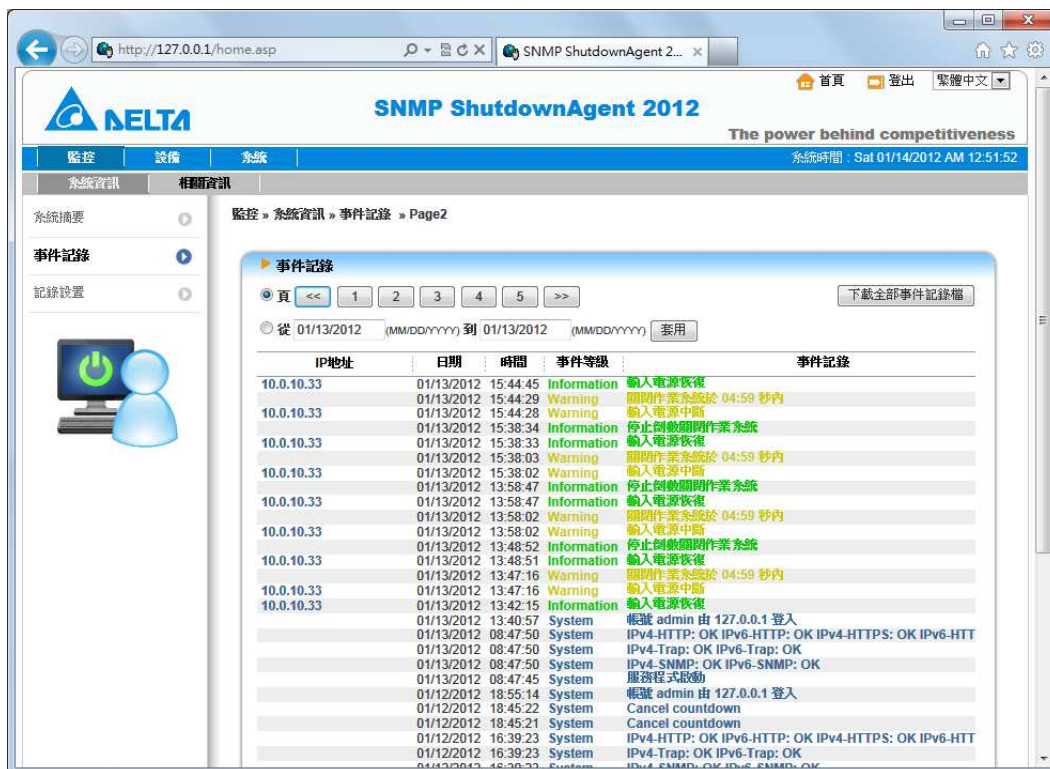 http://127.0.0.1/home.asp
SNMP ShutdownAgent 2...
首頁 登出 繁體中文
DELTA
SNMP ShutdownAgent 2012
The power behind competitiveness
監控 設備 系統 系統時間 : Sat 01/14/2012 AM 12:51:52
系統資訊 相關資訊
系統摘要
事件記錄
記錄設置
監控 » 系統資訊 » 事件記錄 » Page2
事件記錄
頁 << 1 2 3 4 5 >> 下載全部事件記錄檔
從 01/13/2012 (MM/DD/YYYY) 到 01/13/2012 (MM/DD/YYYY) 套用
IP地址 日期 時間 事件等級 事件記錄
10.0.10.33 01/13/2012 15:44:45 Information 輸入電源恢復
01/13/2012 15:44:29 Warning 關閉作業系統於 04:59 秒內
10.0.10.33 01/13/2012 15:44:28 Warning 輸入電源中斷
01/13/2012 15:38:34 Information 停止倒數關閉作業系統
10.0.10.33 01/13/2012 15:38:33 Information 輸入電源恢復
01/13/2012 15:38:03 Warning 關閉作業系統於 04:59 秒內
10.0.10.33 01/13/2012 15:38:02 Warning 輸入電源中斷
01/13/2012 13:58:47 Information 停止倒數關閉作業系統
10.0.10.33 01/13/2012 13:58:47 Information 輸入電源恢復
01/13/2012 13:58:02 Warning 關閉作業系統於 04:59 秒內
10.0.10.33 01/13/2012 13:58:02 Warning 輸入電源中斷
01/13/2012 13:48:52 Information 停止倒數關閉作業系統
10.0.10.33 01/13/2012 13:48:51 Information 輸入電源恢復
01/13/2012 13:47:16 Warning 關閉作業系統於 04:59 秒內
10.0.10.33 01/13/2012 13:47:16 Warning 輸入電源中斷
10.0.10.33 01/13/2012 13:42:15 Information 輸入電源恢復
01/13/2012 13:40:57 System 帳號 admin 由 127.0.0.1 登入
01/13/2012 08:47:50 System IPv4-HTTP: OK IPv6-HTTP: OK IPv4-HTTPS: OK IPv6-HTT
01/13/2012 08:47:50 System IPv4-Trap: OK IPv6-Trap: OK
01/13/2012 08:47:50 System IPv4-SNMP: OK IPv6-SNMP: OK
01/13/2012 08:47:45 System 服務程式啟動
01/12/2012 18:55:14 System 帳號 admin 由 127.0.0.1 登入
01/12/2012 18:45:22 System Cancel countdown
01/12/2012 18:45:21 System Cancel countdown
01/12/2012 16:39:23 System IPv4-HTTP: OK IPv6-HTTP: OK IPv4-HTTPS: OK IPv6-HTT
01/12/2012 16:39:23 System IPv4-Trap: OK IPv6-Trap: OK